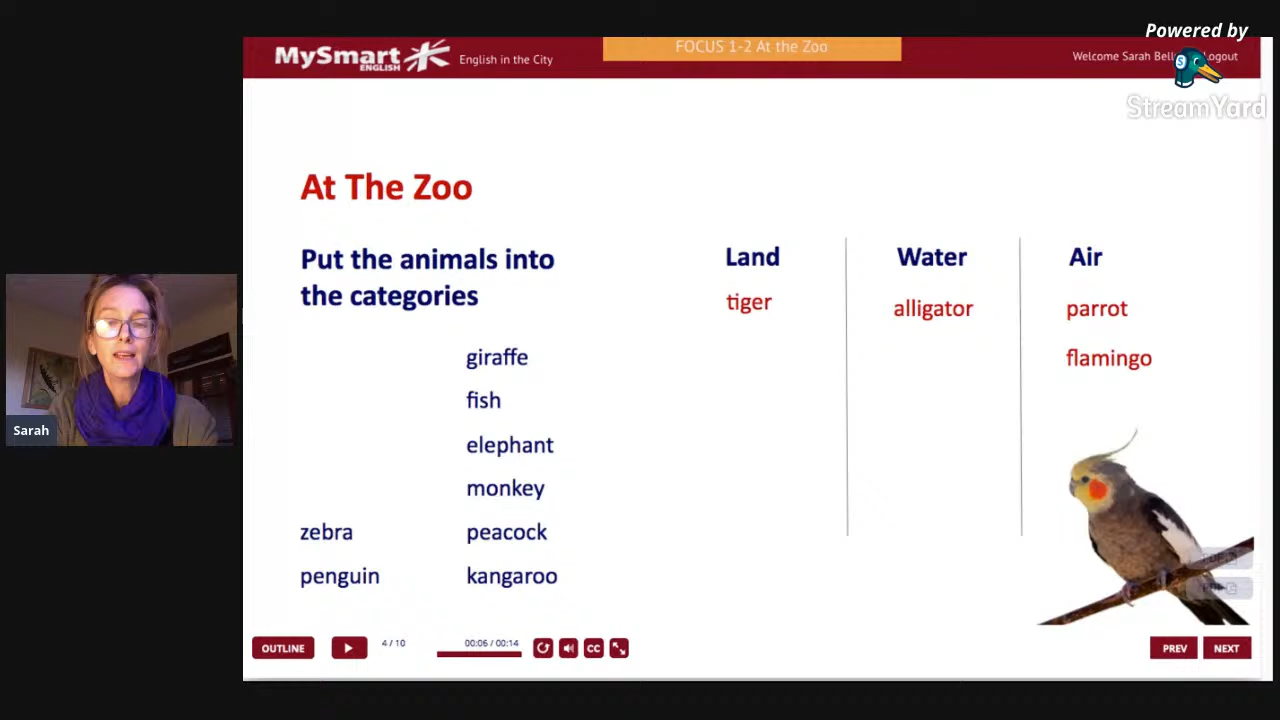 Powered by
StreamYard
MySmart
ENGLISH
English in the City
FOCUS 1-2 At the Zoo
Welcome Sarah Bell
Logout
At The Zoo
Put the animals into
the categories
Land
Water
Air
tiger
alligator
parrot
flamingo
giraffe
fish
elephant
monkey
zebra
peacock
penguin
kangaroo
Sarah
OUTLINE
4 / 10
00:06 / 00:14
CC
PREV
NEXT